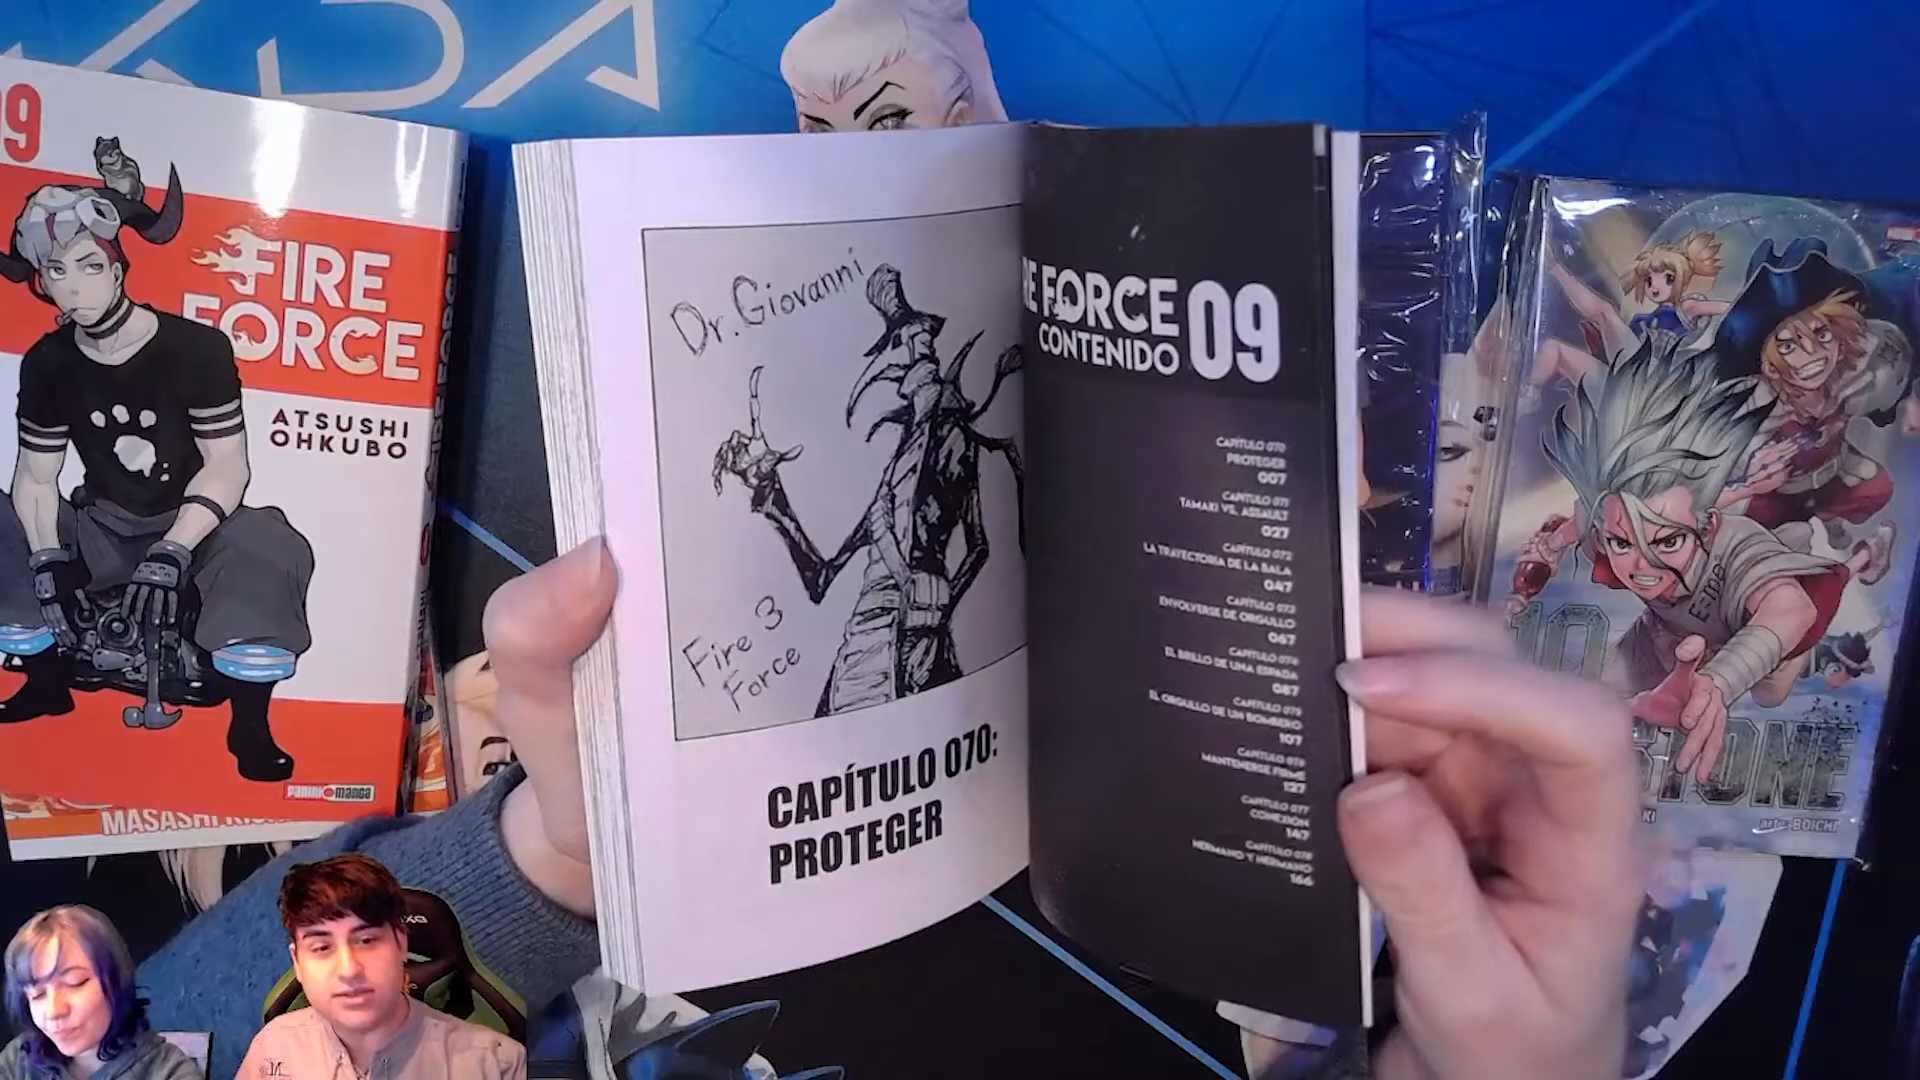 09
FIRE
FORCE
ATSUSHI
OHKUBO
PANINI MANGA
Dr. Giovanni
Fire 3
Force
CAPÍTULO 070:
PROTEGER
RE FORCE 09
CONTENIDO
CAPÍTULO 070
PROTEGER
007
CAPÍTULO 071
TAMAKI VS. ASSAULT
027
CAPÍTULO 072
LA TRAYECTORIA DE LA BALA
047
CAPÍTULO 073
ENVOLVERSE DE ORGULLO
067
CAPÍTULO 074
EL BRILLO DE UNA ESPADA
087
CAPÍTULO 075
EL ORGULLO DE UN BOMBERO
107
CAPÍTULO 076
MANTENERSE FIRME
127
CAPÍTULO 077
CONEXIÓN
147
CAPÍTULO 078
HERMANO Y HERMANO
166
10
STONE
arte: BOICHI